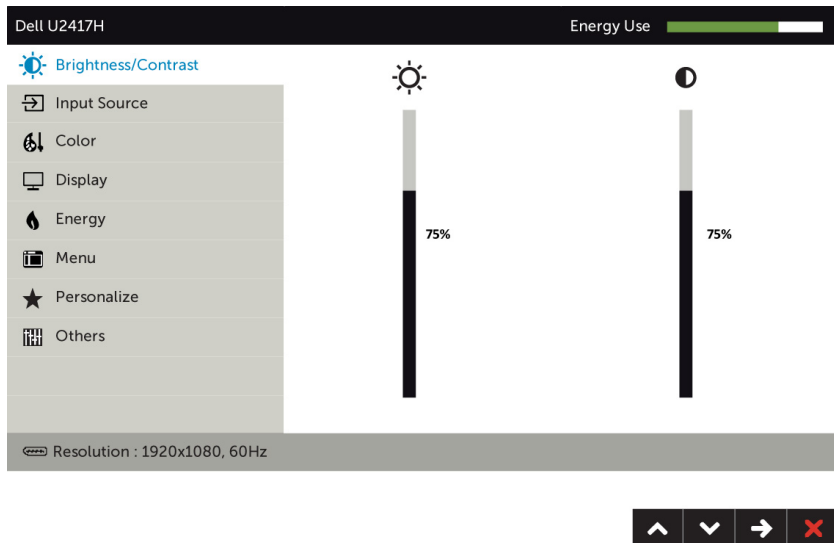 Dell U2417H Energy Use
Brightness/Contrast
Input Source
Color
Display
Energy
Menu
Personalize
Others
75% 75%
Resolution : 1920x1080, 60Hz